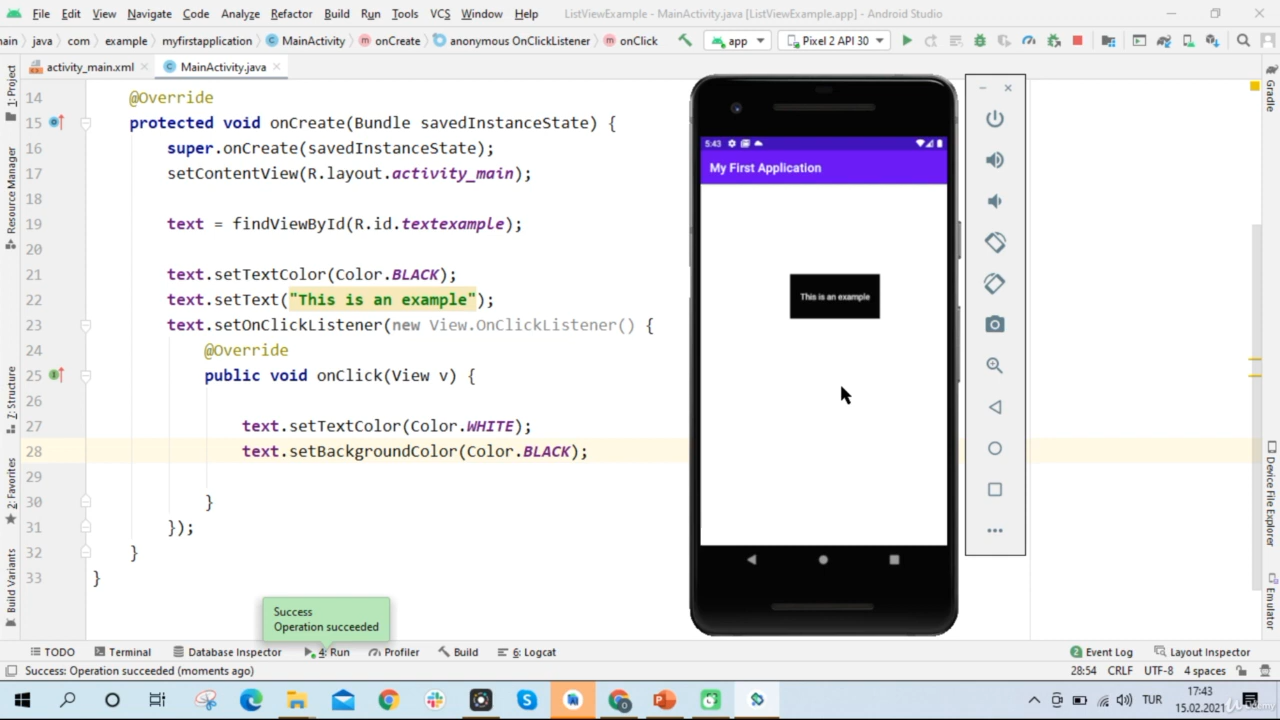 File Edit View Navigate Code Analyze Refactor Build Run Tools VCS Window Help ListViewExample - MainActivity.java [ListViewExample.app] - Android Studio
java com example myfirstapplication MainActivity onCreate anonymous OnClickListener onClick app Pixel 2 API 30
activity_main.xml MainActivity.java
1: Project
Resource Manager
Z: Structure
2: Favorites
Build Variants
14 @Override
15 protected void onCreate(Bundle savedInstanceState) {
16 super.onCreate(savedInstanceState);
17 setContentView(R.layout.activity_main);
18
19 text = findViewById(R.id.textexample);
20
21 text.setTextColor(Color.BLACK);
22 text.setText("This is an example");
23 text.setOnClickListener(new View.OnClickListener() {
24 @Override
25 public void onClick(View v) {
26
27 text.setTextColor(Color.WHITE);
28 text.setBackgroundColor(Color.BLACK);
29
30 }
31 });
32 }
33 }
5:43
My First Application
This is an example
Gradle
Device File Explorer
Emulator
Success
Operation succeeded
TODO Terminal Database Inspector 4: Run Profiler Build 6: Logcat 2 Event Log Layout Inspector
Success: Operation succeeded (moments ago) 28:54 CRLF UTF-8 4 spaces
TUR 17:43
15.02.2021
Udemy